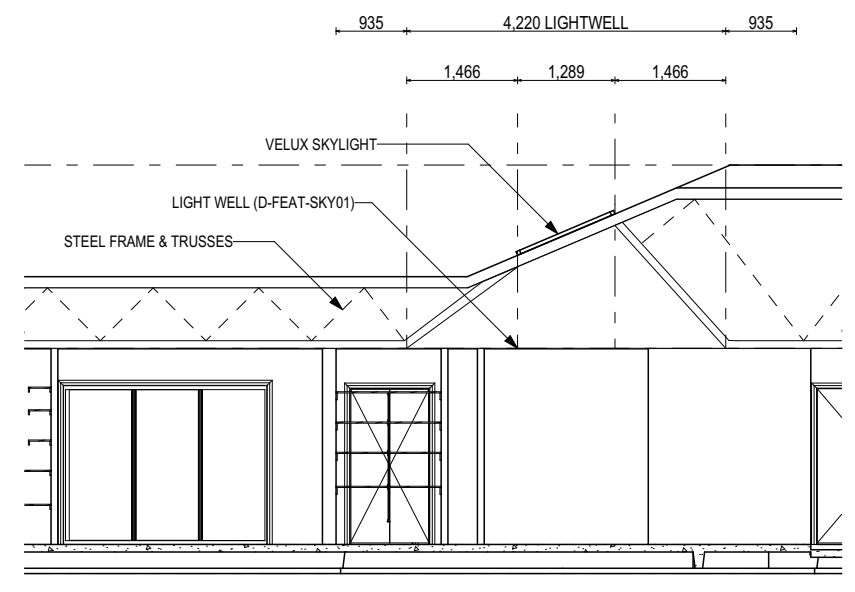 935 4,220 LIGHTWELL 935
1,466 1,289 1,466
VELUX SKYLIGHT
LIGHT WELL (D-FEAT-SKY01)
STEEL FRAME & TRUSSES